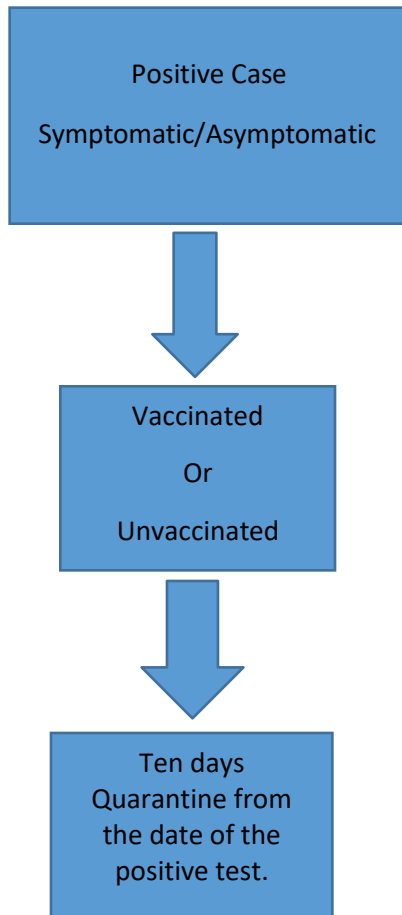 Positive Case
Symptomatic/Asymptomatic
Vaccinated
Or
Unvaccinated
Ten days
Quarantine from
the date of the
positive test.